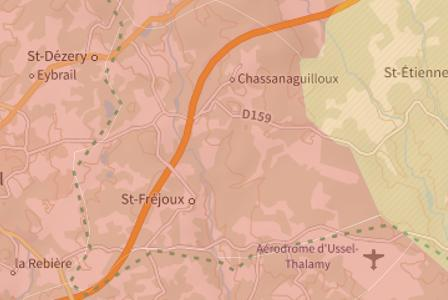 St-Dézery
Eybrail
Chassanaguilloux
St-Étienne
D159
St-Fréjoux
Aérodrome d'Ussel-
Thalamy
la Rebière